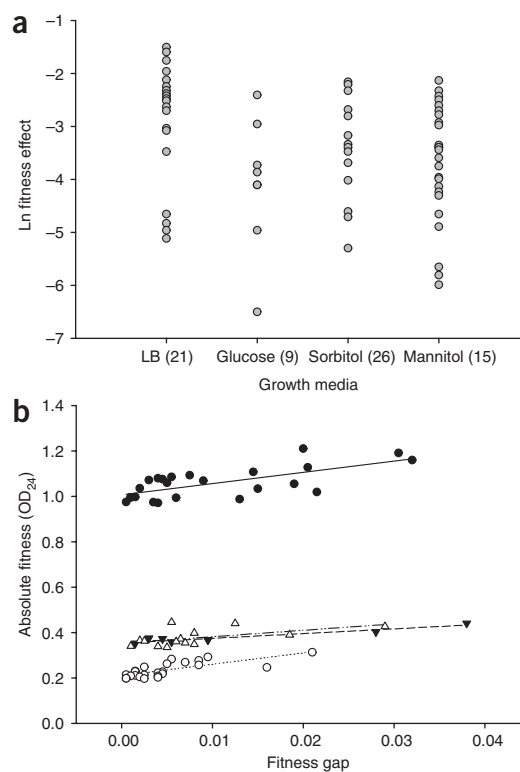 a
−1
−2
−3
−4
−5
−6
−7
Ln fitness effect
LB (21) Glucose (9) Sorbitol (26) Mannitol (15)
Growth media
b
1.4
1.2
1.0
0.8
0.6
0.4
0.2
0.0
Absolute fitness (OD24)
0.00 0.01 0.02 0.03 0.04
Fitness gap